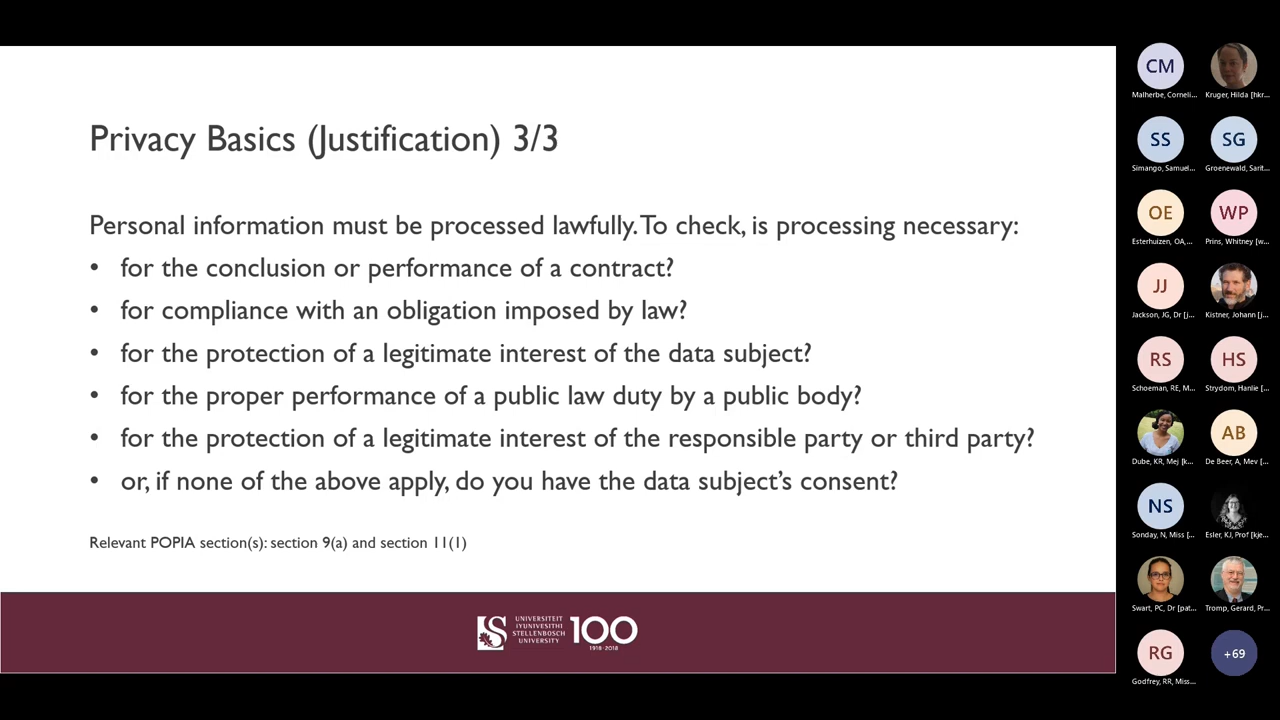 Privacy Basics (Justification) 3/3
Personal information must be processed lawfully. To check, is processing necessary:
• for the conclusion or performance of a contract?
• for compliance with an obligation imposed by law?
• for the protection of a legitimate interest of the data subject?
• for the proper performance of a public law duty by a public body?
• for the protection of a legitimate interest of the responsible party or third party?
• or, if none of the above apply, do you have the data subject’s consent?
Relevant POPIA section(s): section 9(a) and section 11(1)
UNIVERSITEIT
IYUNIVESITHI
STELLENBOSCH
UNIVERSITY
100
1918·2018
CM
Malherbe, Corneli...
Kruger, Hilda [hkr...
SS
Simango, Samuel...
SG
Groenewald, Sarit...
OE
Esterhuizen, OA,...
WP
Prins, Whitney [w...
JJ
Jackson, JG, Dr [j...
Kistner, Johann [j...
RS
Schoeman, RE, M...
HS
Strydom, Hanlie [...
Dube, KR, Mej [k...
AB
De Beer, A, Mev [...
NS
Sonday, N, Miss [...
Esler, KJ, Prof [kje...
Swart, PC, Dr [pat...
Tromp, Gerard, Pr...
RG
Godfrey, RR, Miss...
+69